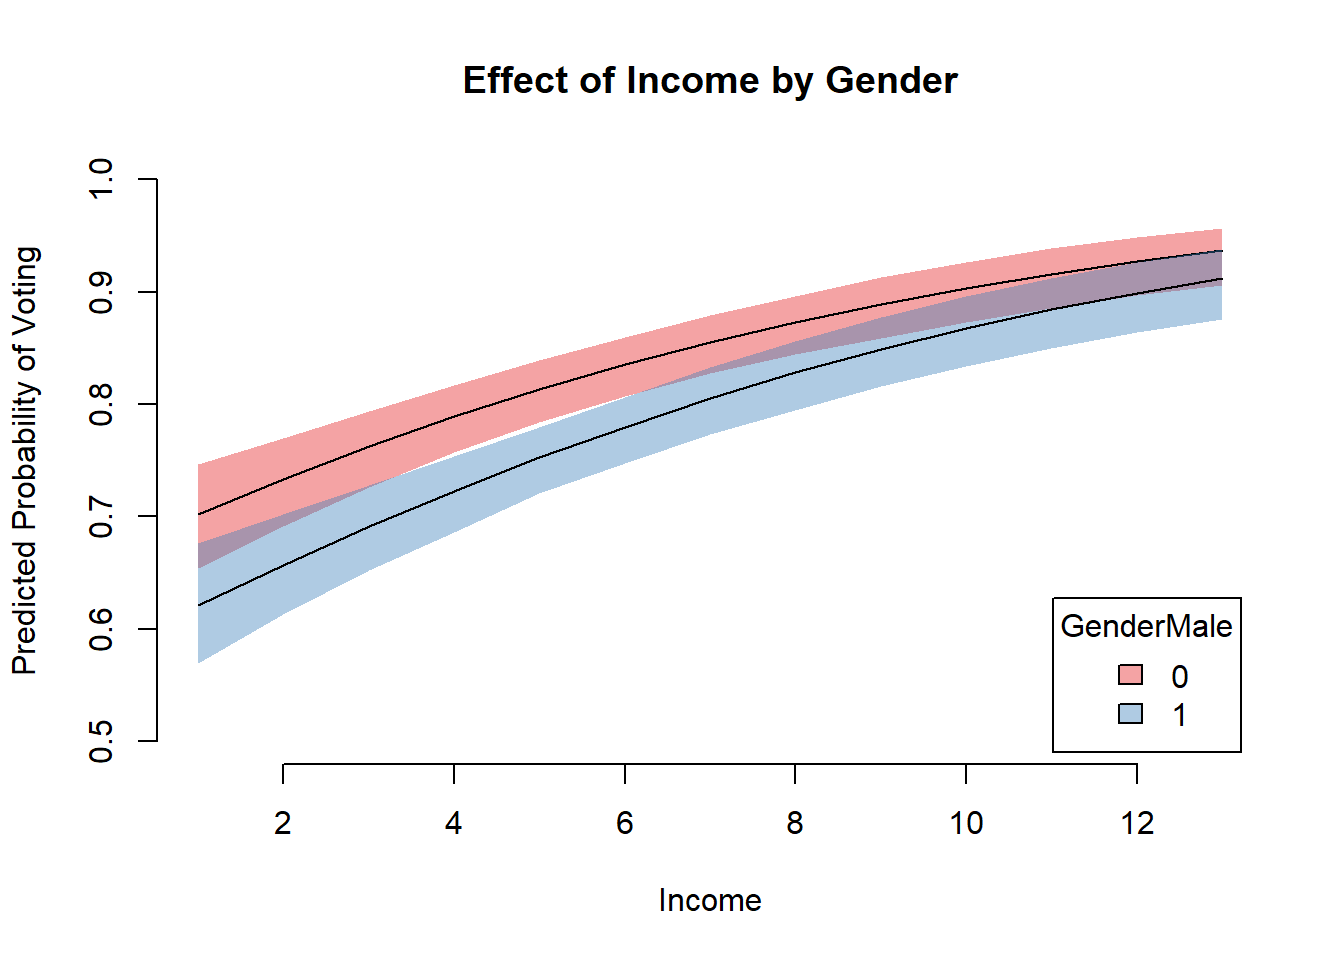 Effect of Income by Gender
Predicted Probability of Voting
1.0
0.9
0.8
0.7
0.6
0.5
2 4 6 8 10 12
Income
GenderMale
0
1